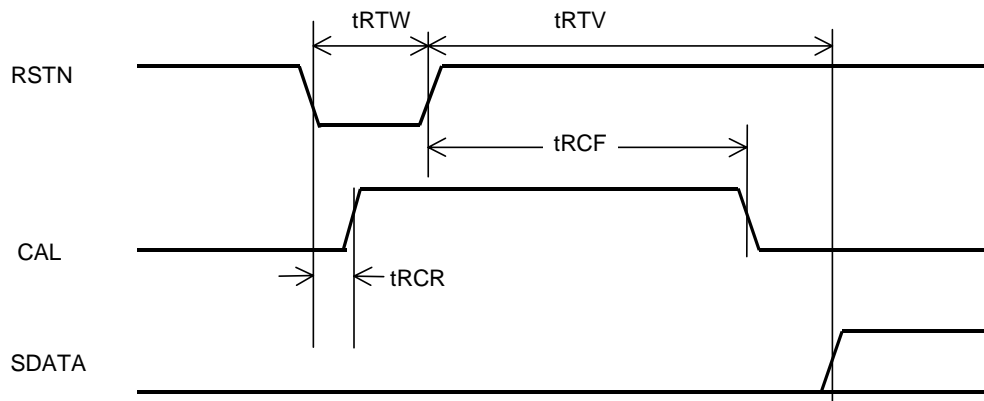 tRTW
tRTV
RSTN
tRCF
CAL
tRCR
SDATA